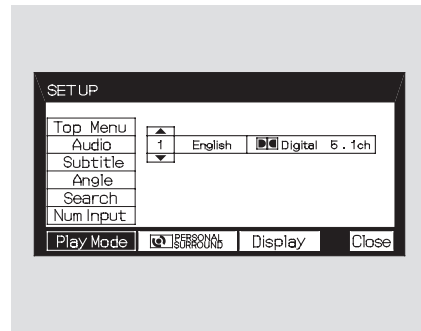 SETUP
Top Menu
Audio
1 English Digital 5.1ch
Subtitle
Angle
Search
Num Input
Play Mode PERSONAL SURROUND Display Close